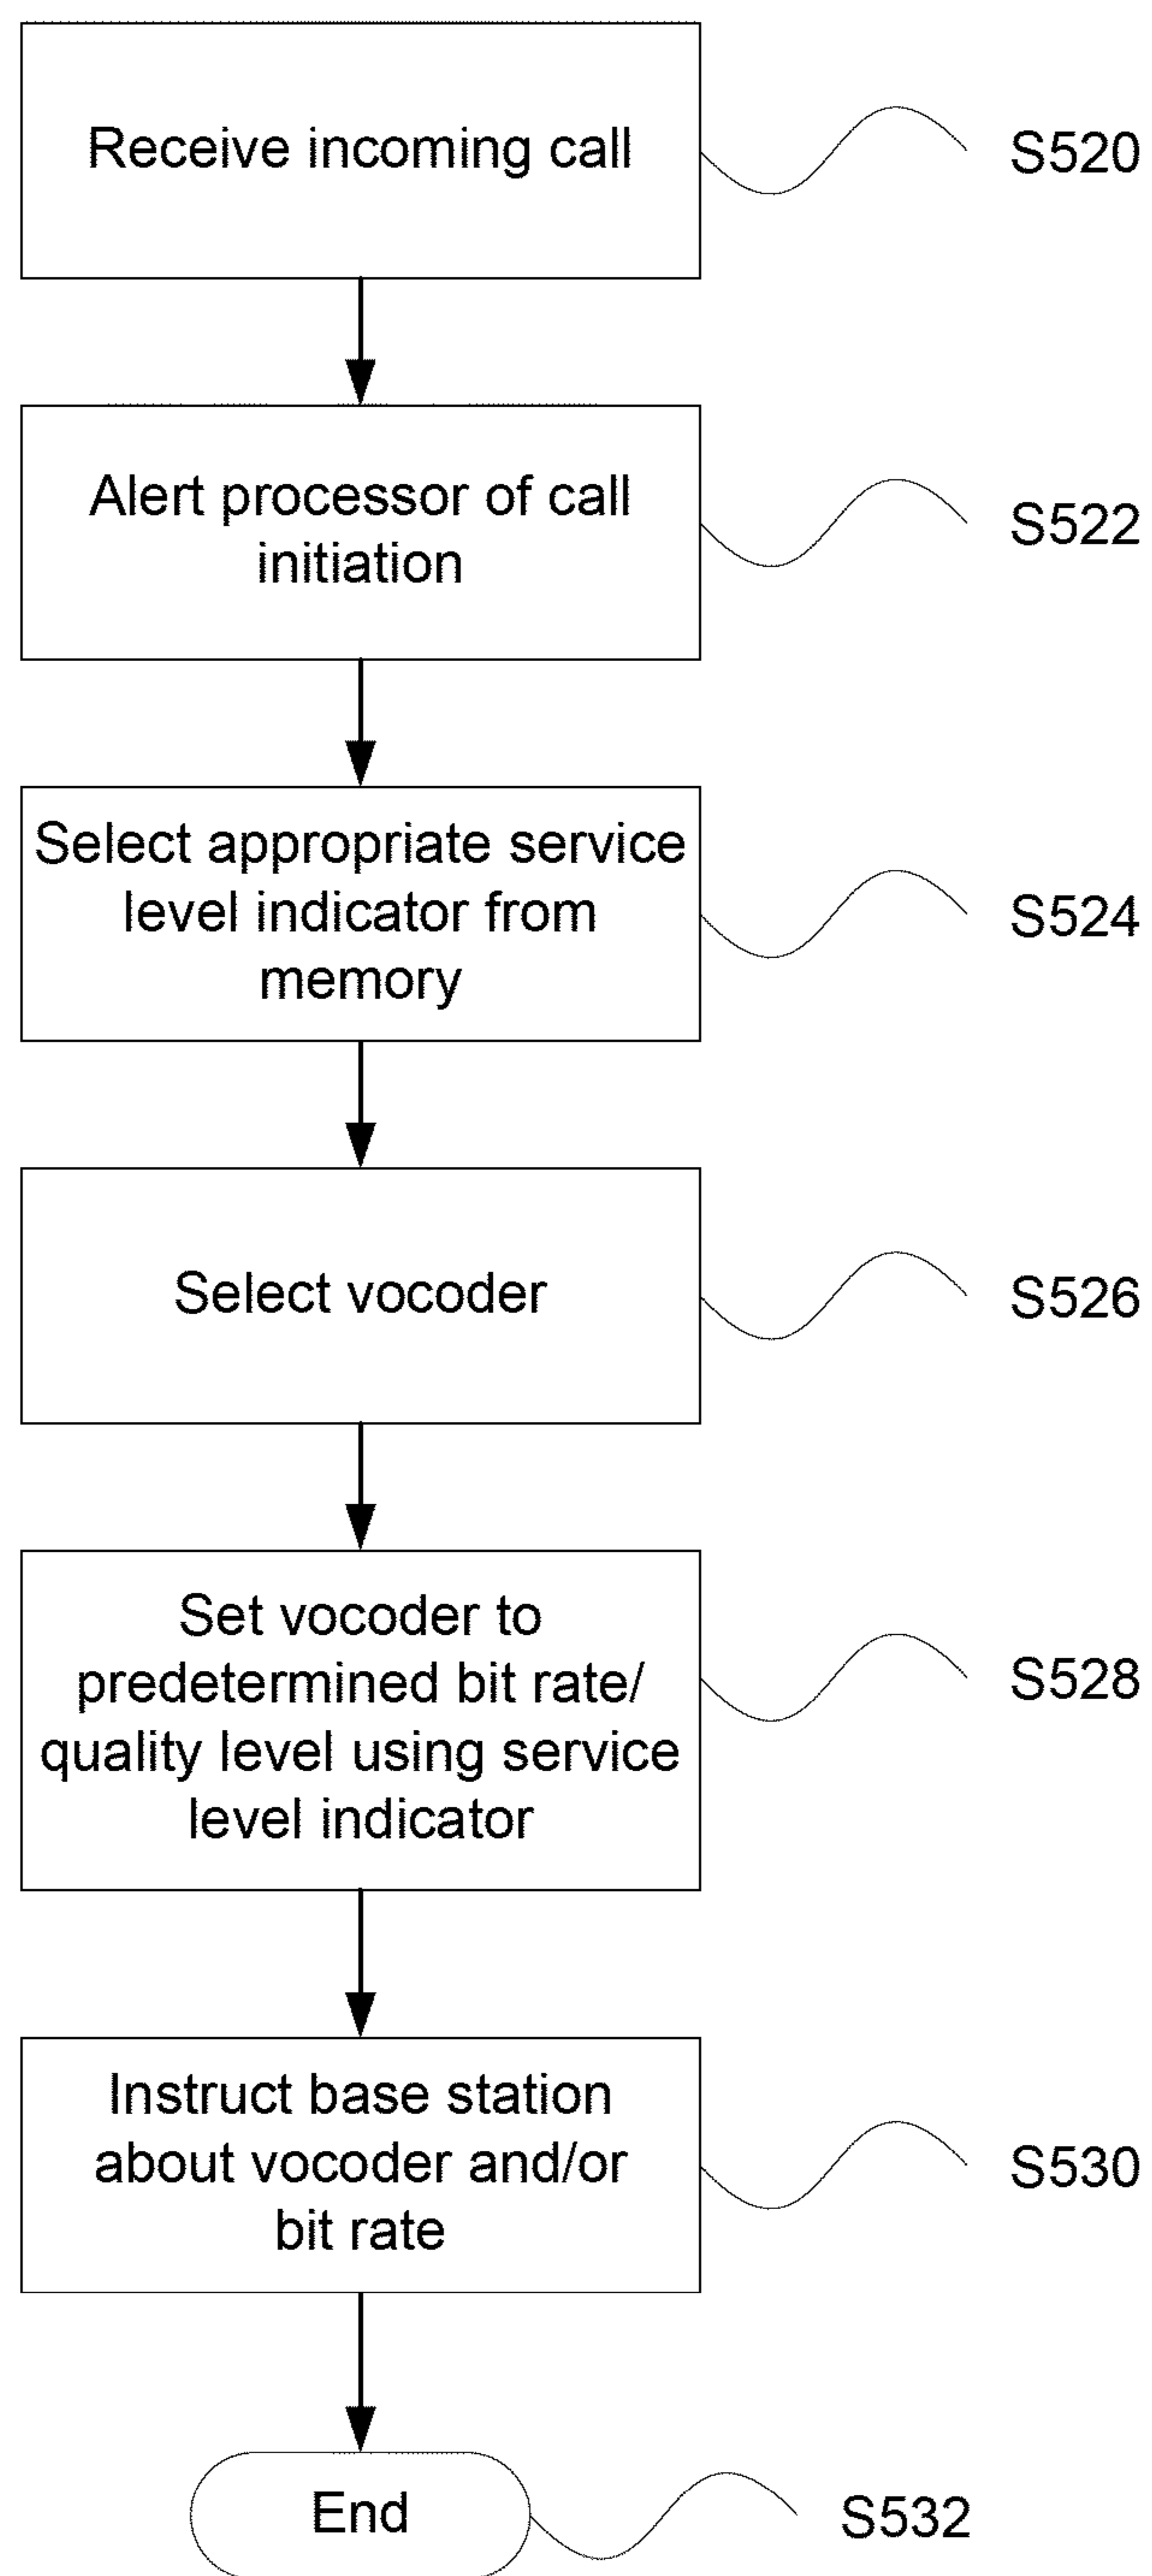 Receive incoming call
S520
Alert processor of call
initiation
S522
Select appropriate service
level indicator from
memory
S524
Select vocoder
S526
Set vocoder to
predetermined bit rate/
quality level using service
level indicator
S528
Instruct base station
about vocoder and/or
bit rate
S530
End
S532